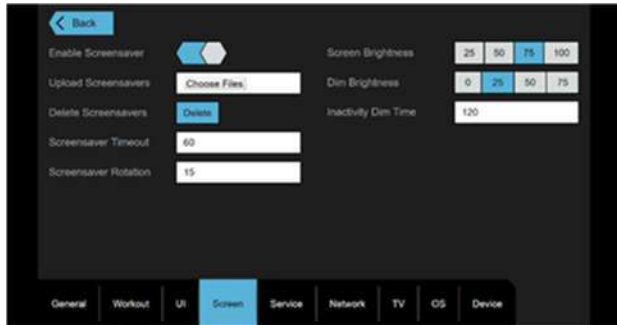 Back
Enable Screensaver
Upload Screensavers Choose Files
Delete Screensavers Delete
Screensaver Timeout 60
Screensaver Rotation 15
Screen Brightness 25 50 75 100
Dim Brightness 0 25 50 75
Inactivity Dim Time 120
General Workout UI Screen Service Network TV OS Device